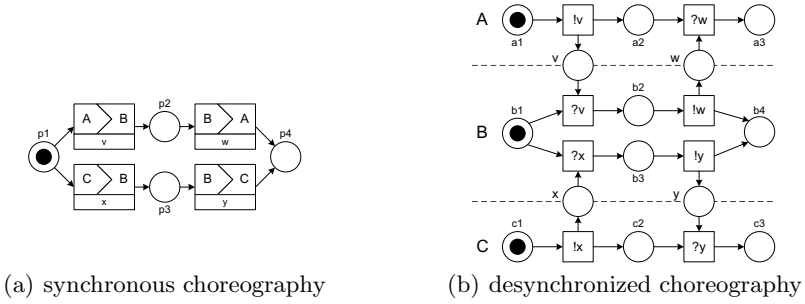 A a1 !v a2 ?w a3
v w
p1 A B v p2 B A w p4
C B x p3 B C y
B b1 ?v b2 !w b4
?x b3 !y
x y
C c1 !x c2 ?y c3
(a) synchronous choreography
(b) desynchronized choreography